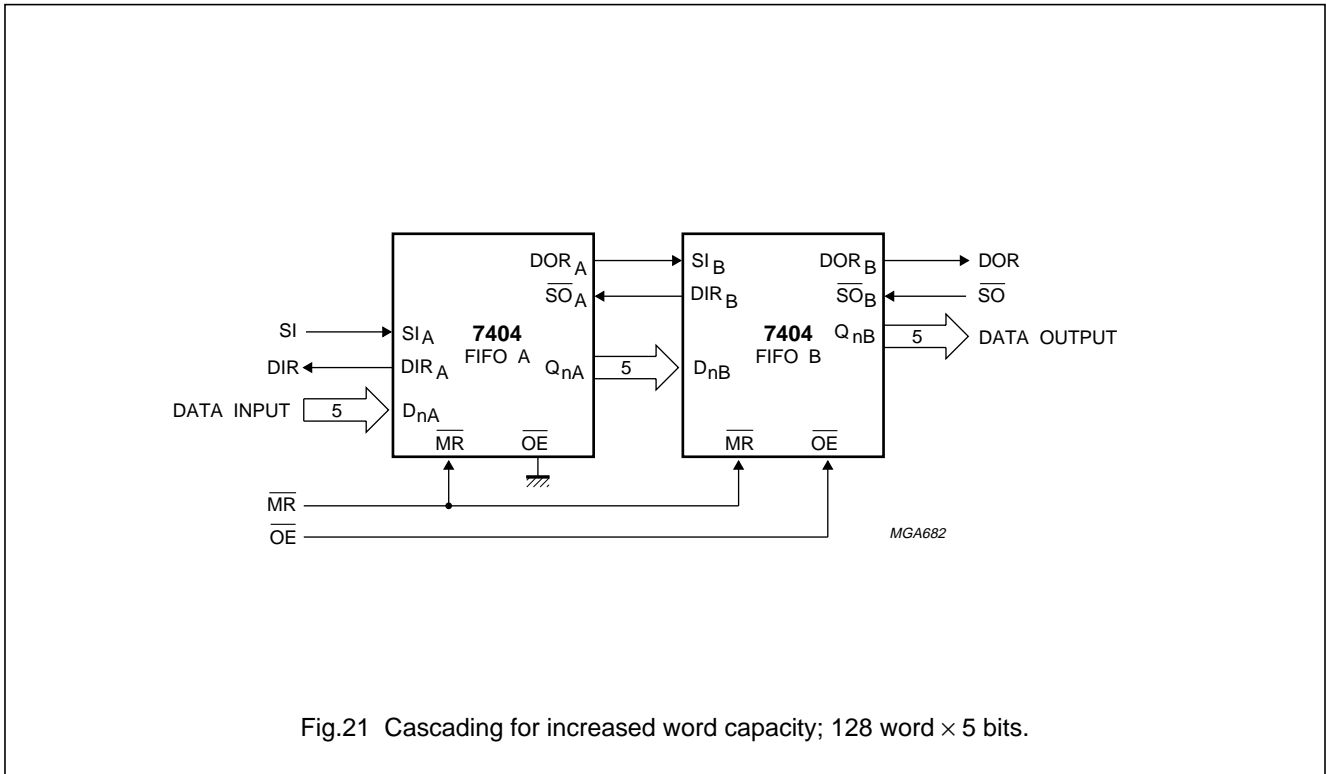 DOR A
SI B
DOR B
DOR
SO A
DIR B
SO B
SO
SI
SI A
7404
FIFO A
7404
FIFO B
Q nB
5
DATA OUTPUT
DIR
DIR A
Q nA
5
D nB
DATA INPUT
5
D nA
MR
OE
MR
OE
MR
OE
MGA682
Fig.21 Cascading for increased word capacity; 128 word × 5 bits.